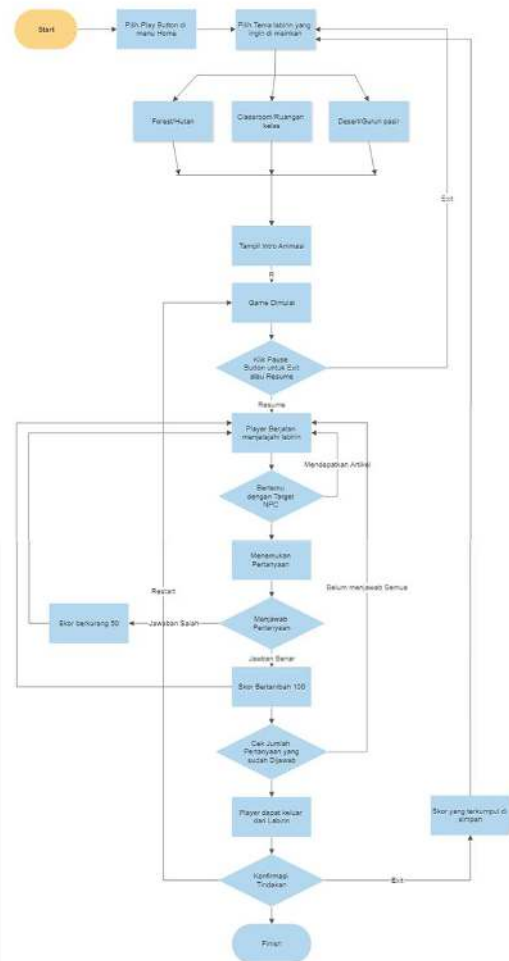 Start
Pilih Play Button di
menu Home
Pilih Tema labirin yang
ingin di mainkan
Forest/Hutan
Classroom/Ruangan
kelas
Desert/Gurun pasir
Exit
Tampil Intro Animasi
Game Dimulai
Klik Pause
Button untuk Exit
atau Resume
Resume
Player Berjalan
menjelajahi labirin
Mendapatkan Artikel
Bertemu
dengan Target
NPC
Menemukan
Pertanyaan
Restart
Belum menjawab Semua
Skor berkurang 50
Jawaban Salah
Menjawab
Pertanyaan
Jawaban Benar
Skor Bertambah 100
Cek Jumlah
Pertanyaan yang
sudah Dijawab
Player dapat keluar
dari Labirin
Skor yang terkumpul di
simpan
Konfirmasi
Tindakan
Exit
Finish